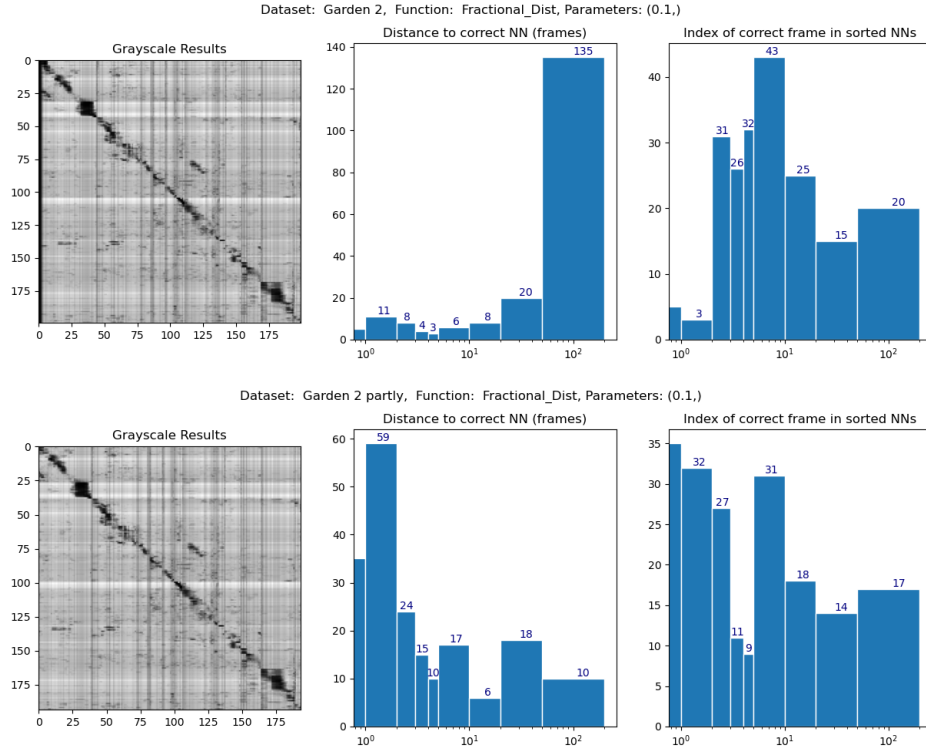 Dataset:  Garden 2,  Function:  Fractional_Dist, Parameters: (0.1,)
Grayscale Results
0
25
50
75
100
125
150
175
0 25 50 75 100 125 150 175
Distance to correct NN (frames)
140
120
100
80
60
40
20
0
11 8 4 3 6 8 20 135
10⁰ 10¹ 10²
Index of correct frame in sorted NNs
40
30
20
10
0
3 31 26 32 43 25 15 20
10⁰ 10¹ 10²
Dataset:  Garden 2 partly,  Function:  Fractional_Dist, Parameters: (0.1,)
Grayscale Results
0
25
50
75
100
125
150
175
0 25 50 75 100 125 150 175
Distance to correct NN (frames)
60
50
40
30
20
10
0
59 24 15 10 17 6 18 10
10⁰ 10¹ 10²
Index of correct frame in sorted NNs
35
30
25
20
15
10
5
0
32 27 11 9 31 18 14 17
10⁰ 10¹ 10²